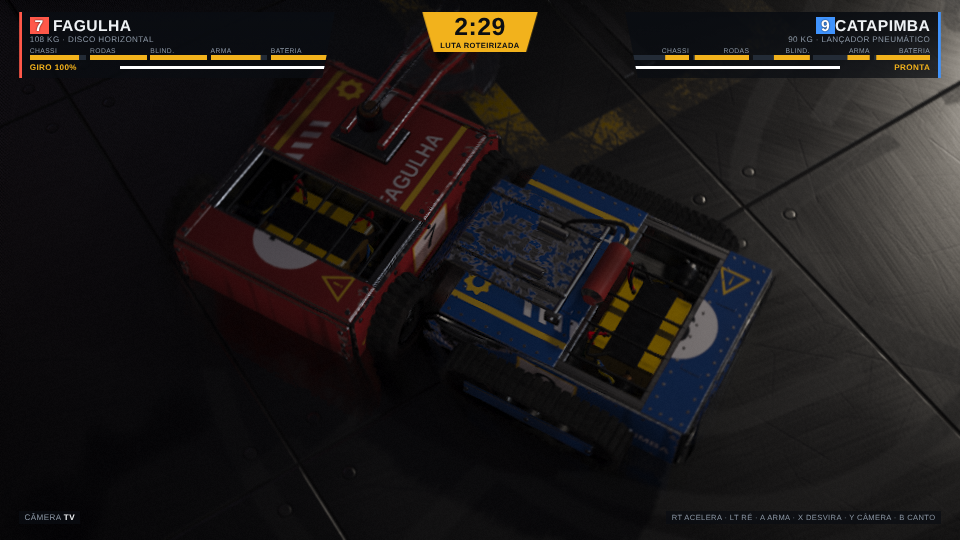 7 FAGULHA
108 KG · DISCO HORIZONTAL
CHASSI RODAS BLIND. ARMA BATERIA
GIRO 100%
2:29
LUTA ROTEIRIZADA
9 CATAPIMBA
90 KG · LANÇADOR PNEUMÁTICO
CHASSI RODAS BLIND. ARMA BATERIA
PRONTA
FAGULHA
7
CÂMERA TV
RT ACELERA · LT RÉ · A ARMA · X DESVIRA · Y CÂMERA · B CANTO